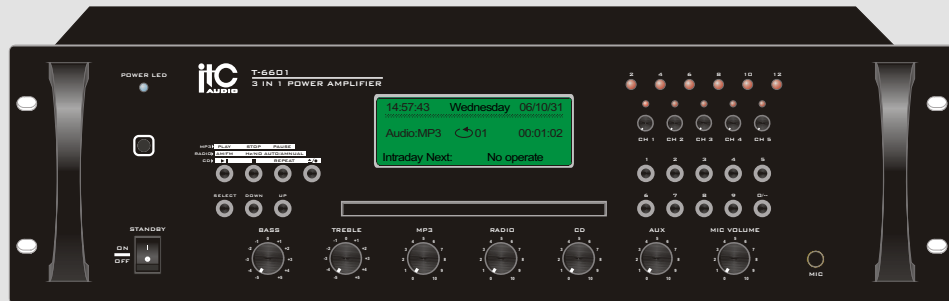 POWER LED
itC
AUDIO
T-6601
3 IN 1 POWER AMPLIFIER
14:57:43 Wednesday 06/10/31
Audio:MP3 01 00:01:02
Intraday Next: No operate
2 4 6 8 10 12
CH 1 CH 2 CH 3 CH 4 CH 5
MP3 PLAY STOP PAUSE
RADIO AM/FM
CD REPEAT
1 2 3 4 5
6 7 8 9 0/--
SELECT DOWN UP
STANDBY
ON
OFF
BASS TREBLE MP3 RADIO CD AUX MIC VOLUME
MIC